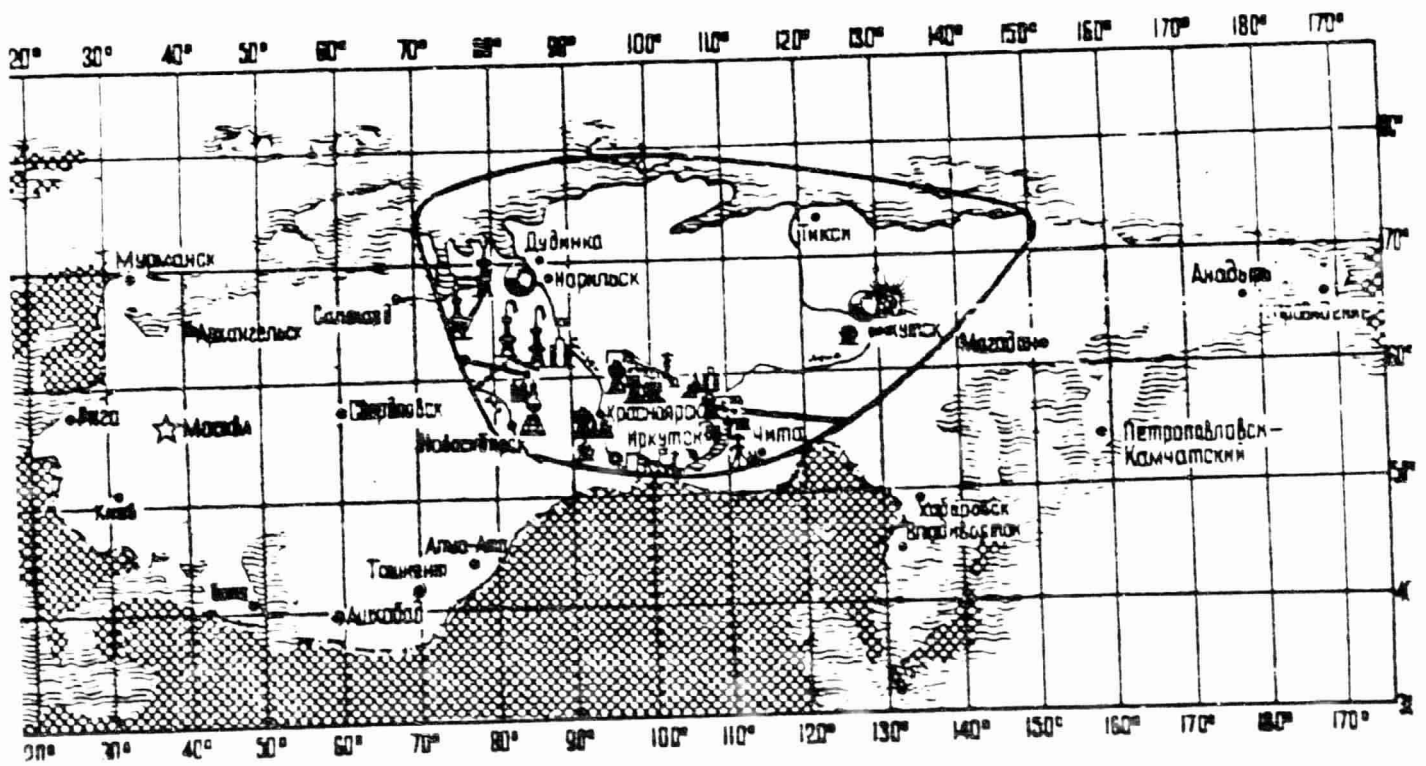 20° 30° 40° 50° 60° 70° 80° 90° 100° 110° 120° 130° 140° 150° 160° 170° 180° 170°
Дудинка
Тикси
70°
Мурманск
Норильск
Анадырь
Салехард
Архангельск
Магадан
60°
Рига
Москва
Свердловск
Красноярск
Новосибирск
Иркутск
Чита
Петропавловск-
Камчатский
50°
Киев
Хабаровск
Владивосток
Алма-Ата
Ташкент
Ашхабад
30° 40° 50° 60° 70° 80° 90° 100° 110° 120° 130° 140° 150° 160° 170° 180° 170°